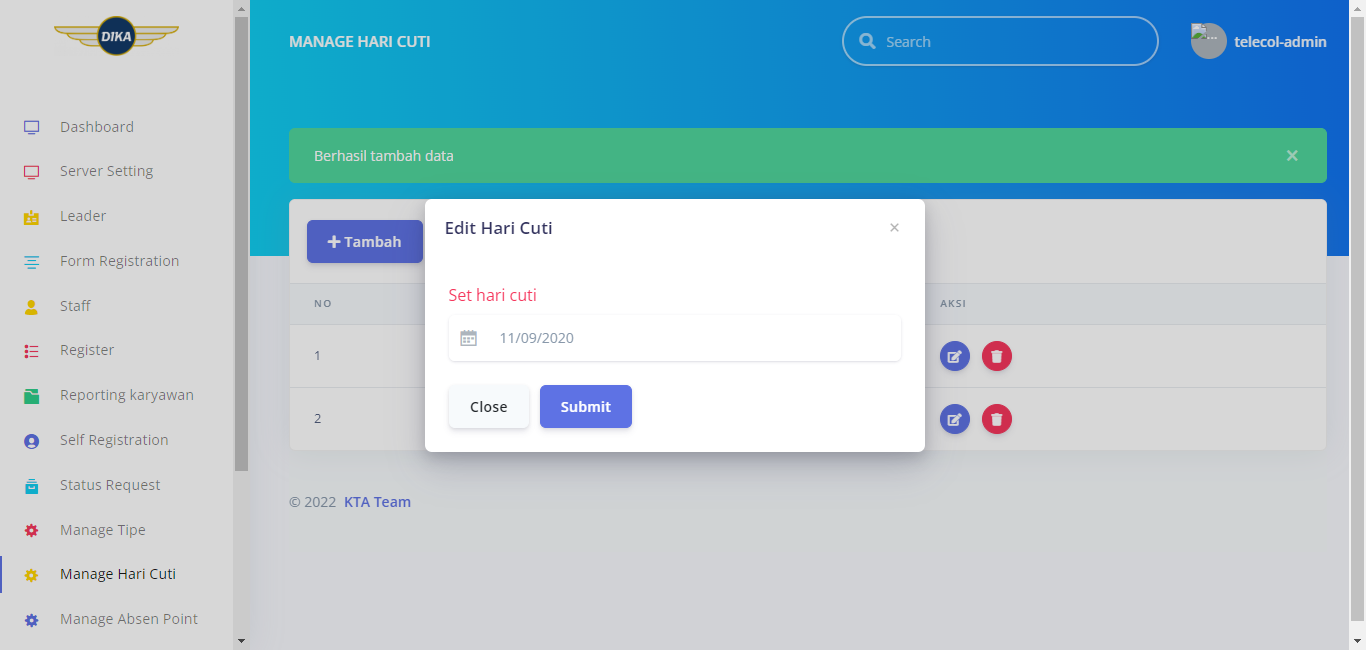 DIKA
Dashboard
Server Setting
Leader
Form Registration
Staff
Register
Reporting karyawan
Self Registration
Status Request
Manage Tipe
Manage Hari Cuti
Manage Absen Point
MANAGE HARI CUTI
Search
...
telecol-admin
Berhasil tambah data
×
Tambah
Edit Hari Cuti
×
Set hari cuti
11/09/2020
Close
Submit
NO
AKSI
1
2
© 2022 KTA Team